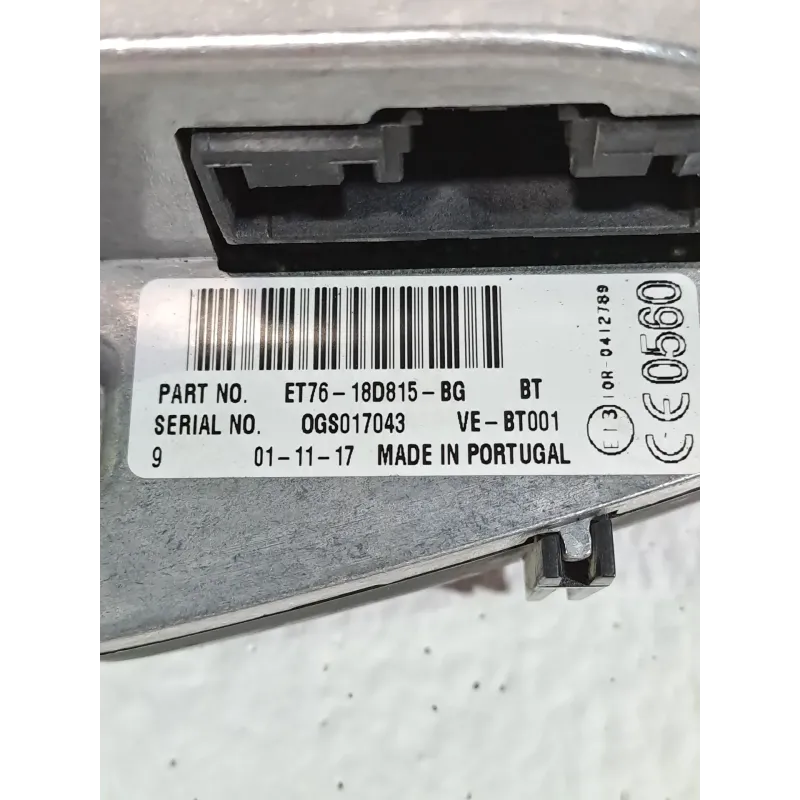 PART NO. ET76-18D815-BG BT
SERIAL NO. OGS017043 VE-BT001
9 01-11-17 MADE IN PORTUGAL
E13 10R-0412789
CE0560